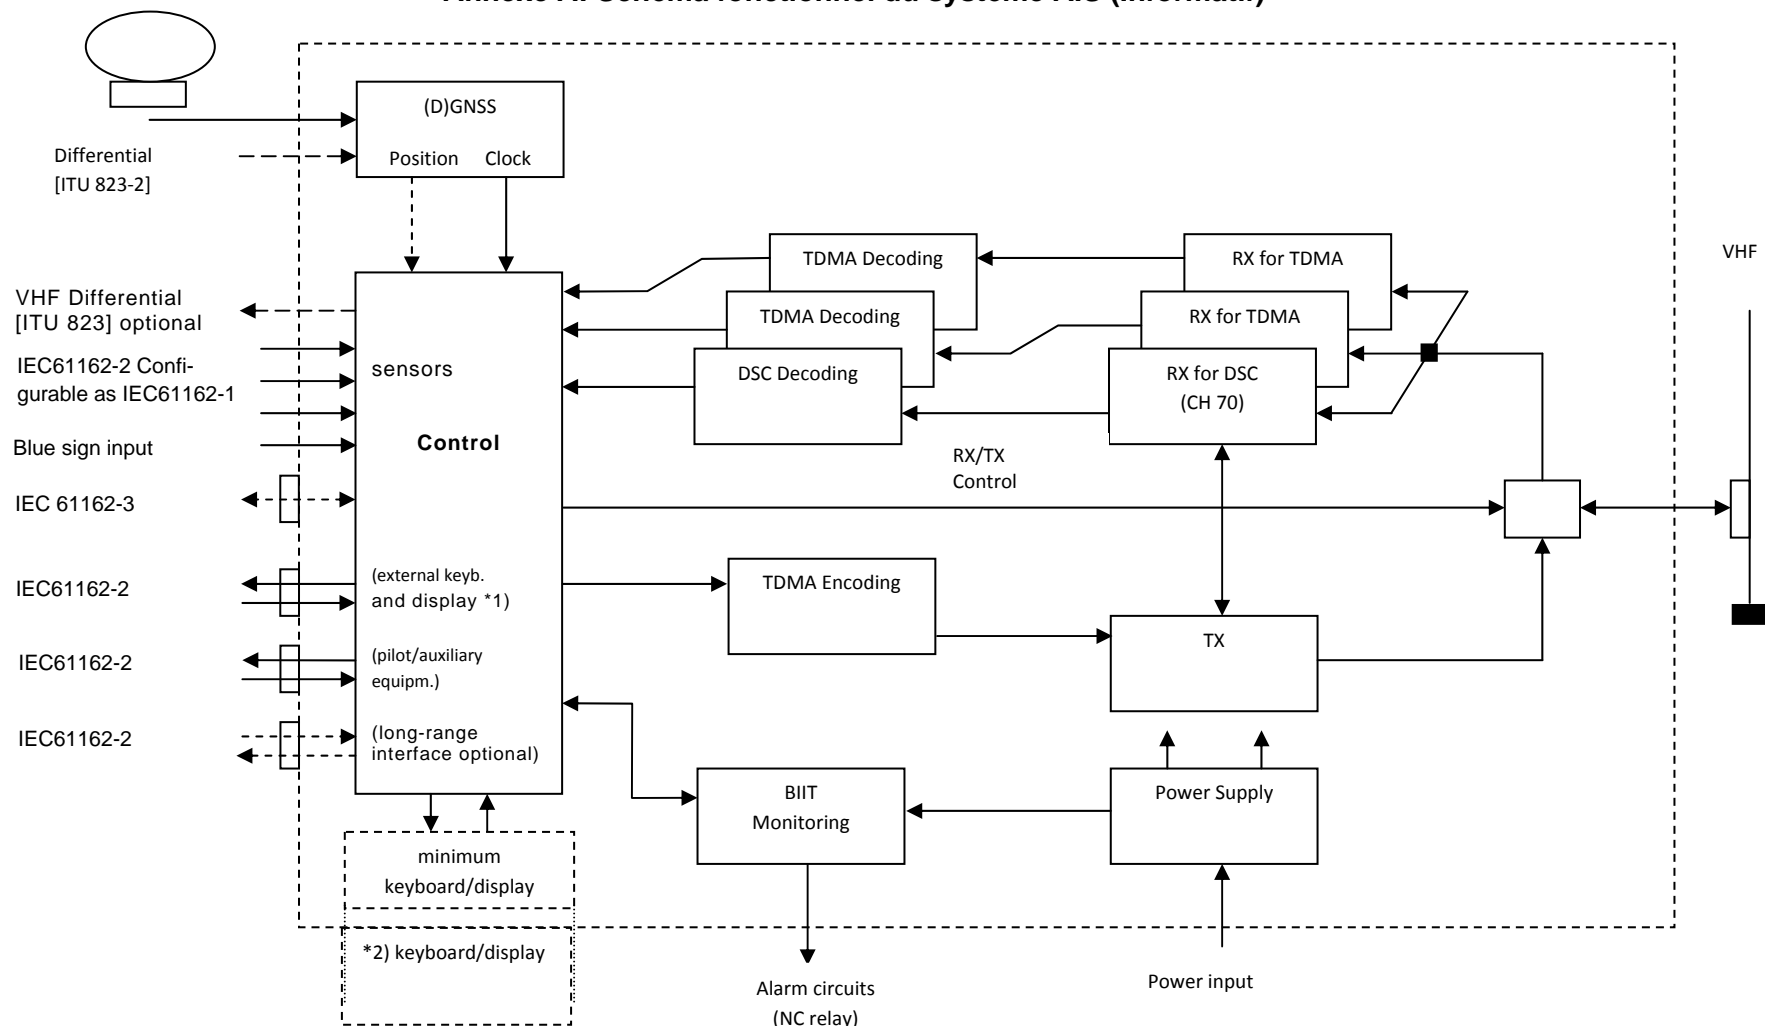 (D)GNSS
Differential
[ITU 823-2]
Position Clock
VHF Differential
[ITU 823] optional
IEC61162-2 Confi-
gurable as IEC61162-1
Blue sign input
IEC 61162-3
IEC61162-2
IEC61162-2
IEC61162-2
sensors
Control
(external keyb.
and display *1)
(pilot/auxiliary
equipm.)
(long-range
interface optional)
TDMA Decoding
TDMA Decoding
DSC Decoding
RX for TDMA
RX for TDMA
RX for DSC
(CH 70)
VHF
RX/TX
Control
TDMA Encoding
TX
BIIT
Monitoring
Power Supply
minimum
keyboard/display
*2) keyboard/display
Alarm circuits
(NC relay)
Power input